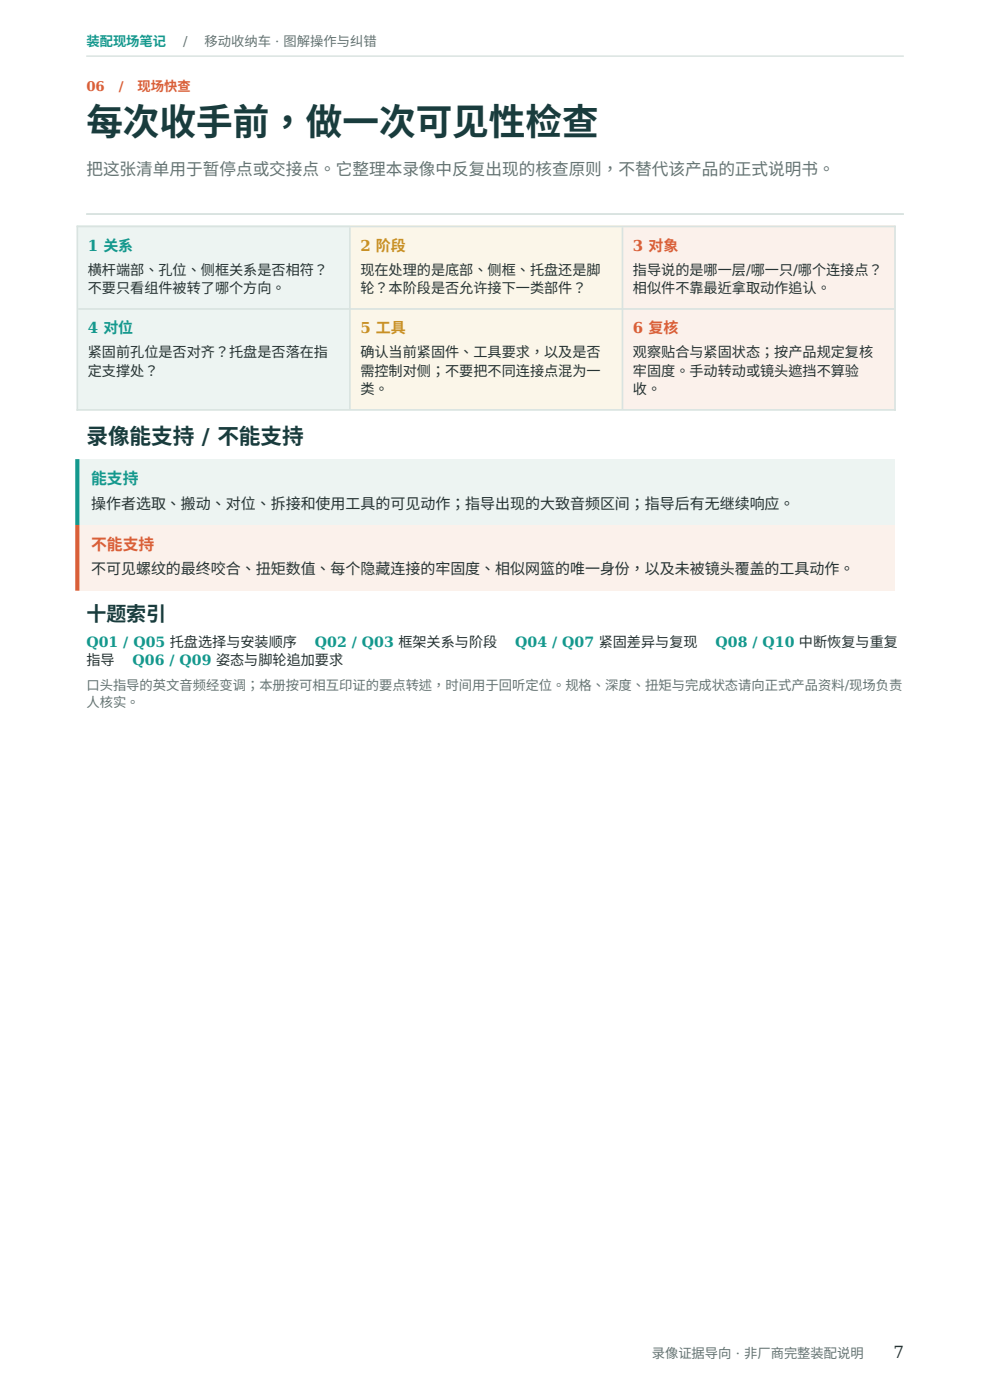 装配现场笔记 / 移动收纳车 · 图解操作与纠错
06 / 现场快查
每次收手前，做一次可见性检查
把这张清单用于暂停点或交接点。它整理本录像中反复出现的核查原则，不替代该产品的正式说明书。
1 关系
横杆端部、孔位、侧框关系是否相符？
不要只看组件被转了哪个方向。
2 阶段
现在处理的是底部、侧框、托盘还是脚
轮？本阶段是否允许接下一类部件？
3 对象
指导说的是哪一层/哪一只/哪个连接点？
相似件不靠最近拿取动作追认。
4 对位
紧固前孔位是否对齐？托盘是否落在指
定支撑处？
5 工具
确认当前紧固件、工具要求，以及是否
需控制对侧；不要把不同连接点混为一
类。
6 复核
观察贴合与紧固状态；按产品规定复核
牢固度。手动转动或镜头遮挡不算验
收。
录像能支持 / 不能支持
能支持
操作者选取、搬动、对位、拆接和使用工具的可见动作；指导出现的大致音频区间；指导后有无继续响应。
不能支持
不可见螺纹的最终咬合、扭矩数值、每个隐藏连接的牢固度、相似网篮的唯一身份，以及未被镜头覆盖的工具动作。
十题索引
Q01 / Q05 托盘选择与安装顺序 Q02 / Q03 框架关系与阶段 Q04 / Q07 紧固差异与复现 Q08 / Q10 中断恢复与重复
指导 Q06 / Q09 姿态与脚轮追加要求
口头指导的英文音频经变调；本册按可相互印证的要点转述，时间用于回听定位。规格、深度、扭矩与完成状态请向正式产品资料/现场负责
人核实。
录像证据导向 · 非厂商完整装配说明 7